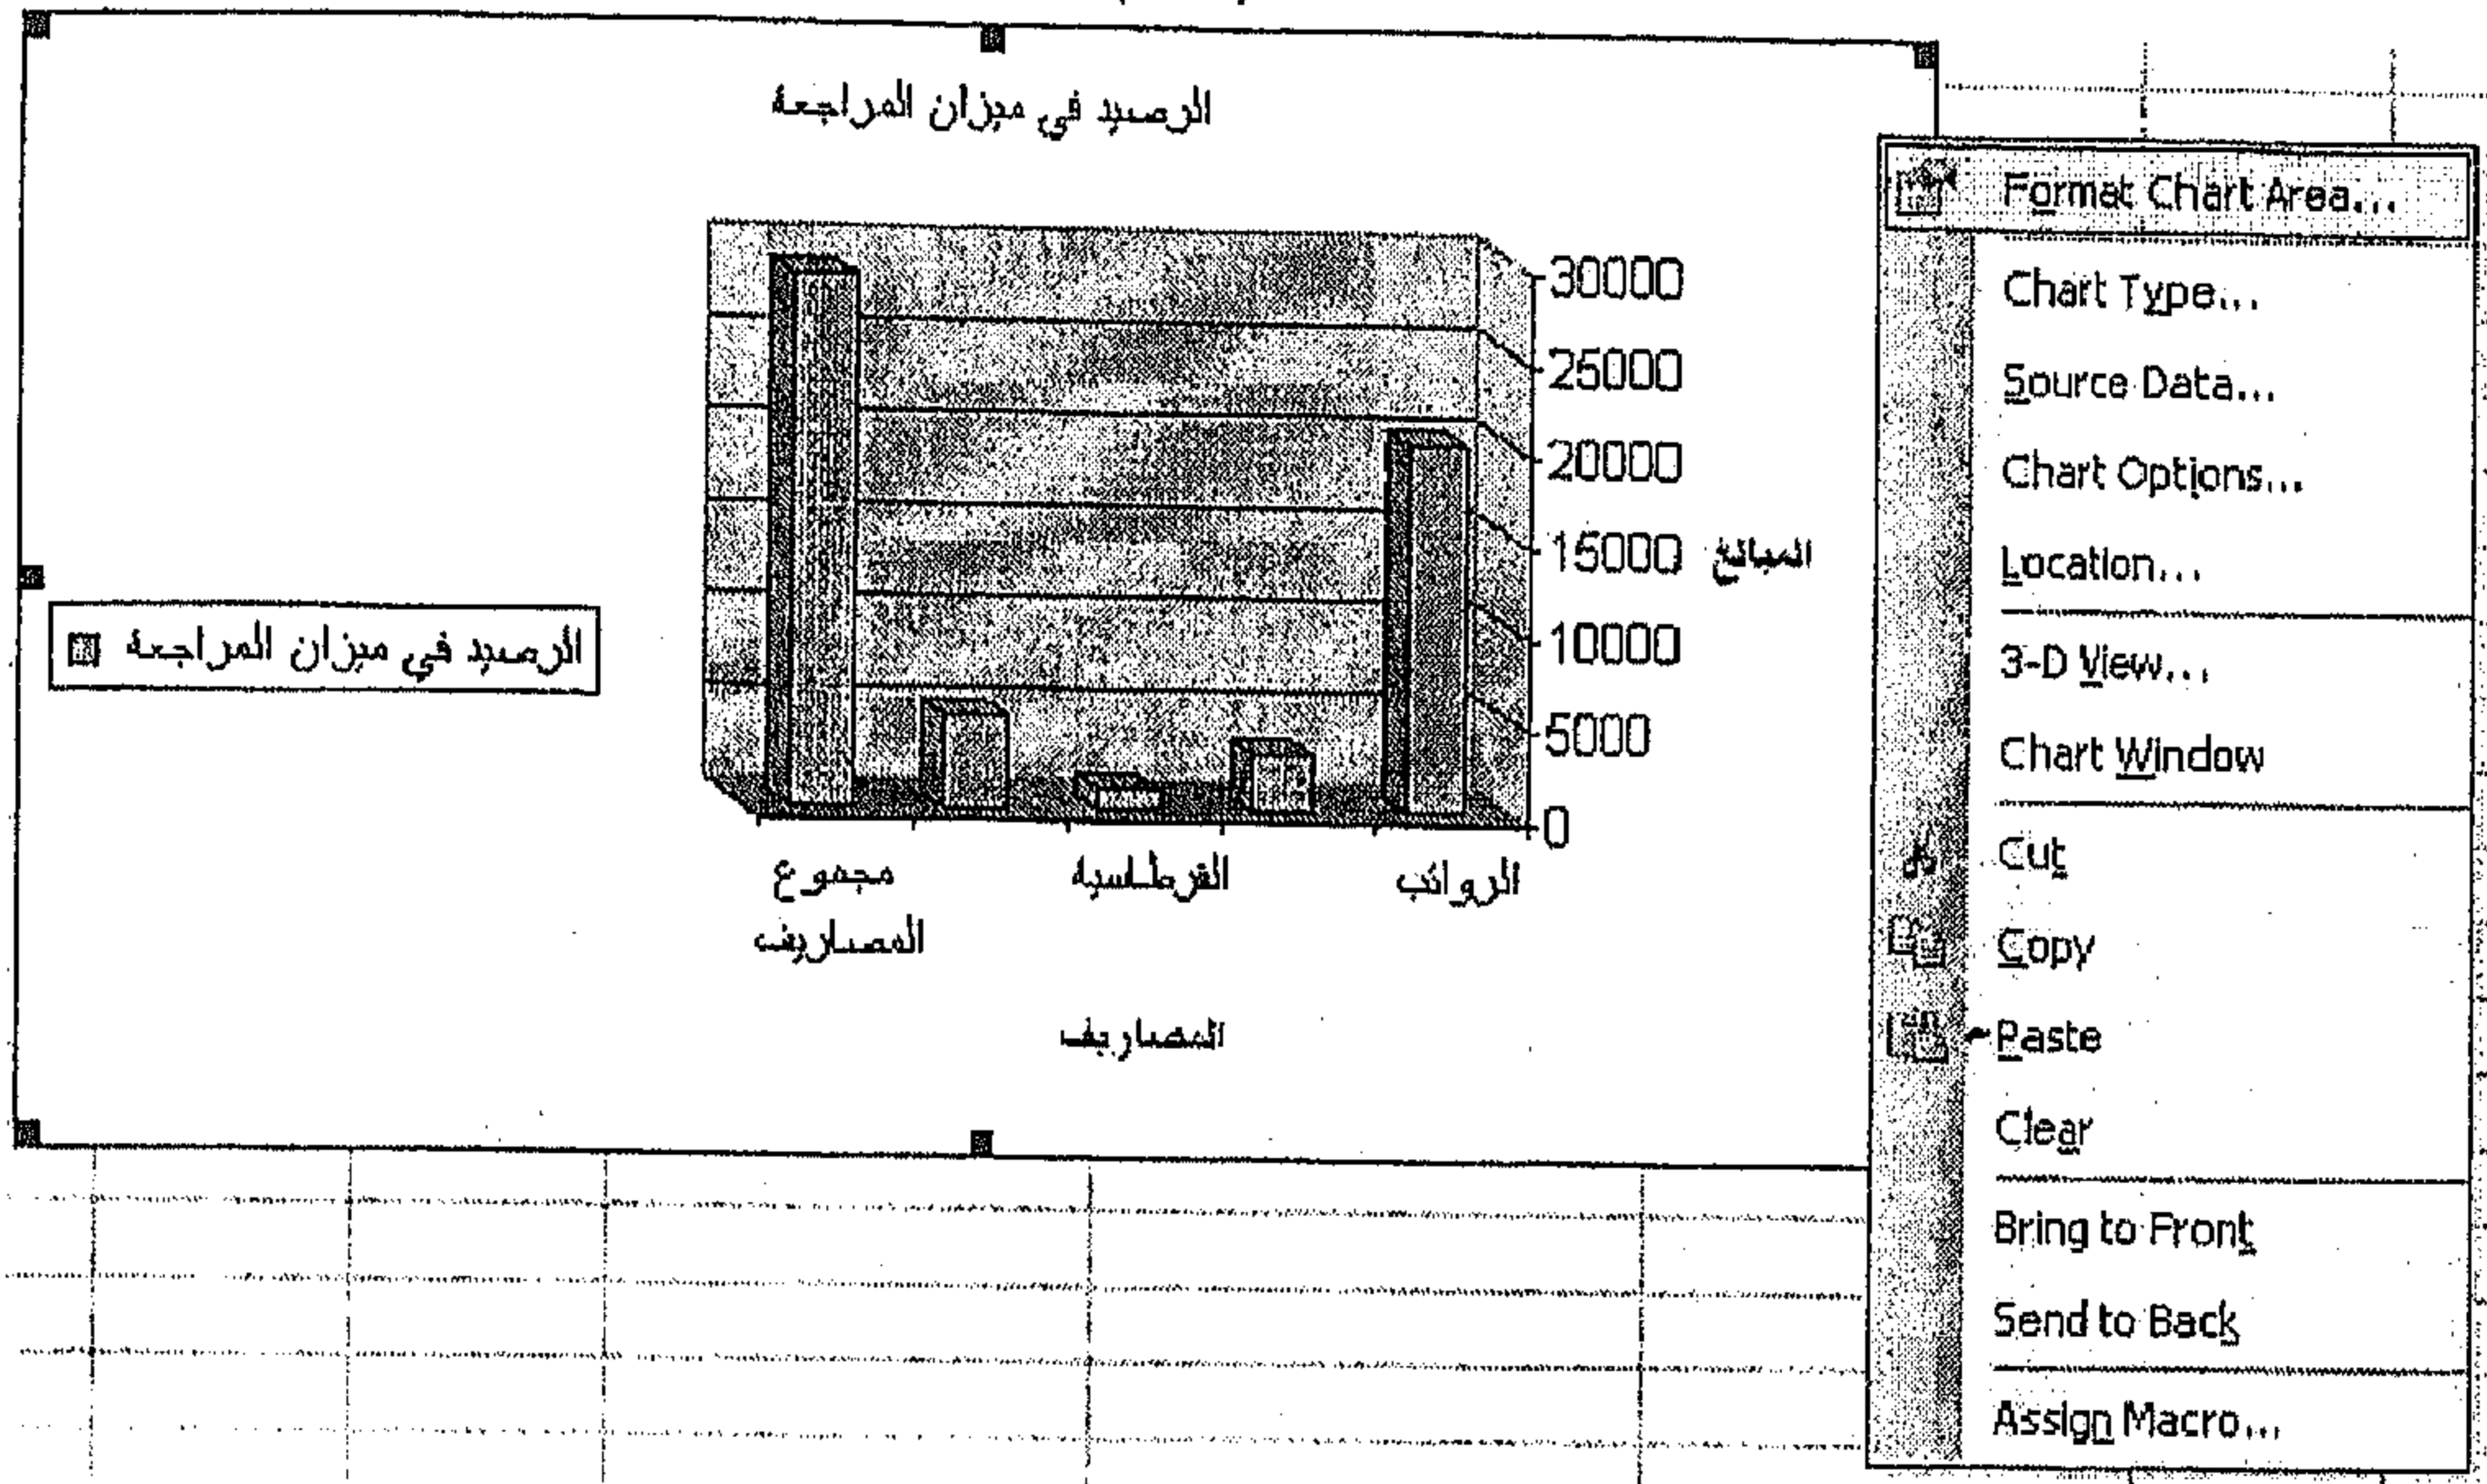 الرصيد في ميزان المراجعة
30000
25000
20000
15000
10000
5000
0
المبالغ
الرواتب
القرطاسية
مجموع
المصاريف
المصاريف
الرصيد في ميزان المراجعة
Format Chart Area...
Chart Type...
Source Data...
Chart Options...
Location...
3-D View...
Chart Window
Cut
Copy
Paste
Clear
Bring to Front
Send to Back
Assign Macro...